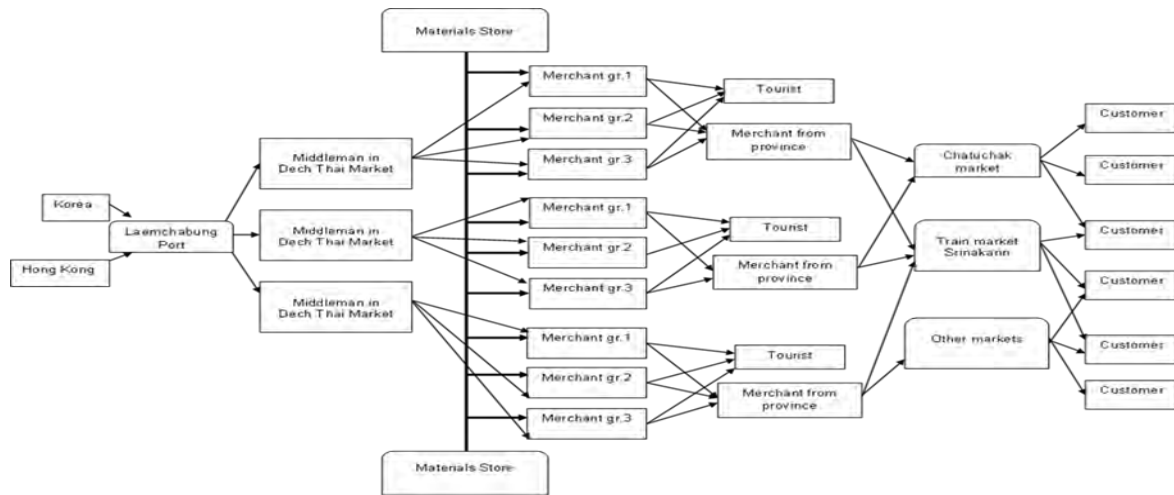 Materials Store
Merchant gr.1
Merchant gr.2
Merchant gr.3
Tourist
Merchant from
province
Customer
Customer
Customer
Customer
Customer
Customer
Middleman in
Dech Thai Market
Middleman in
Dech Thai Market
Middleman in
Dech Thai Market
Chatuchak
market
Korea
Laemchabung
Port
Hong Kong
Merchant gr.1
Merchant gr.2
Merchant gr.3
Tourist
Merchant from
province
Train market
Srinakarin
Merchant gr.1
Merchant gr.2
Merchant gr.3
Tourist
Merchant from
province
Other markets
Materials Store